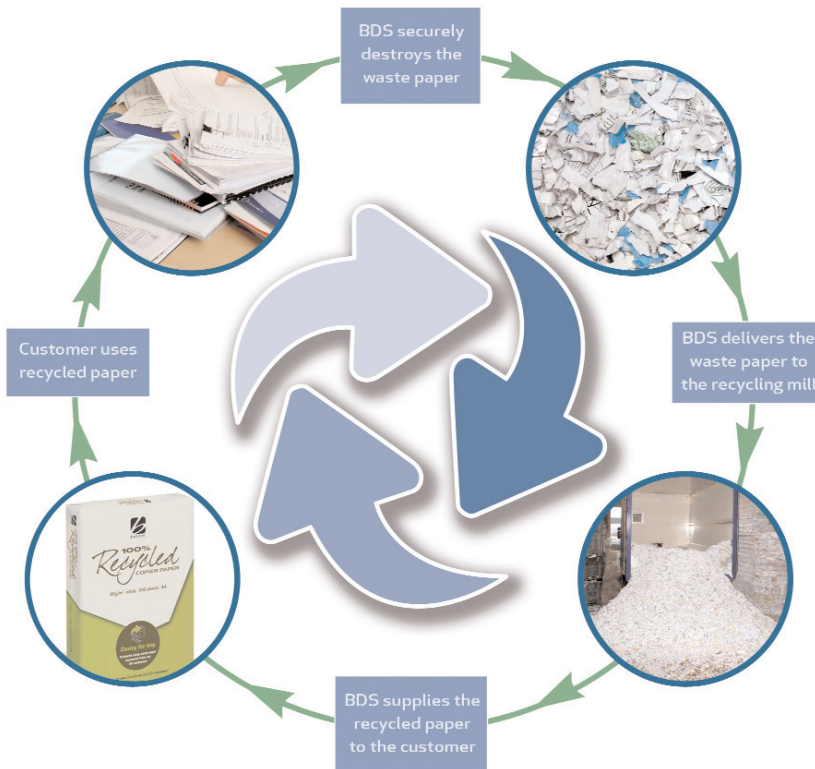 BDS securely
destroys the
waste paper
Customer uses
recycled paper
BDS delivers the
waste paper to
the recycling mill
100%
Recycled
COPIER PAPER
Closing the loop
BDS supplies the
recycled paper
to the customer